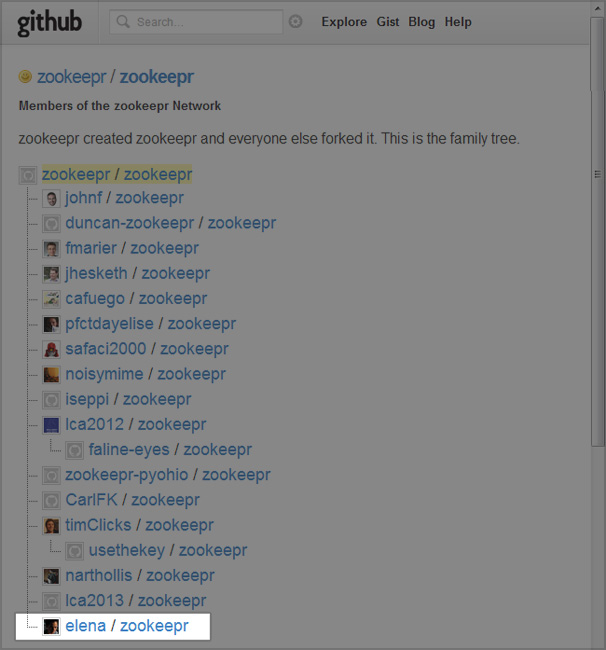 github
Search...
Explore Gist Blog Help
zookeepr / zookeepr
Members of the zookeepr Network
zookeepr created zookeepr and everyone else forked it. This is the family tree.
zookeepr / zookeepr
johnf / zookeepr
duncan-zookeepr / zookeepr
fmarier / zookeepr
jhesketh / zookeepr
cafuego / zookeepr
pfctdayelise / zookeepr
safaci2000 / zookeepr
noisymime / zookeepr
iseppi / zookeepr
lca2012 / zookeepr
faline-eyes / zookeepr
zookeepr-pyohio / zookeepr
CarlFK / zookeepr
timClicks / zookeepr
usethekey / zookeepr
narthollis / zookeepr
lca2013 / zookeepr
elena / zookeepr